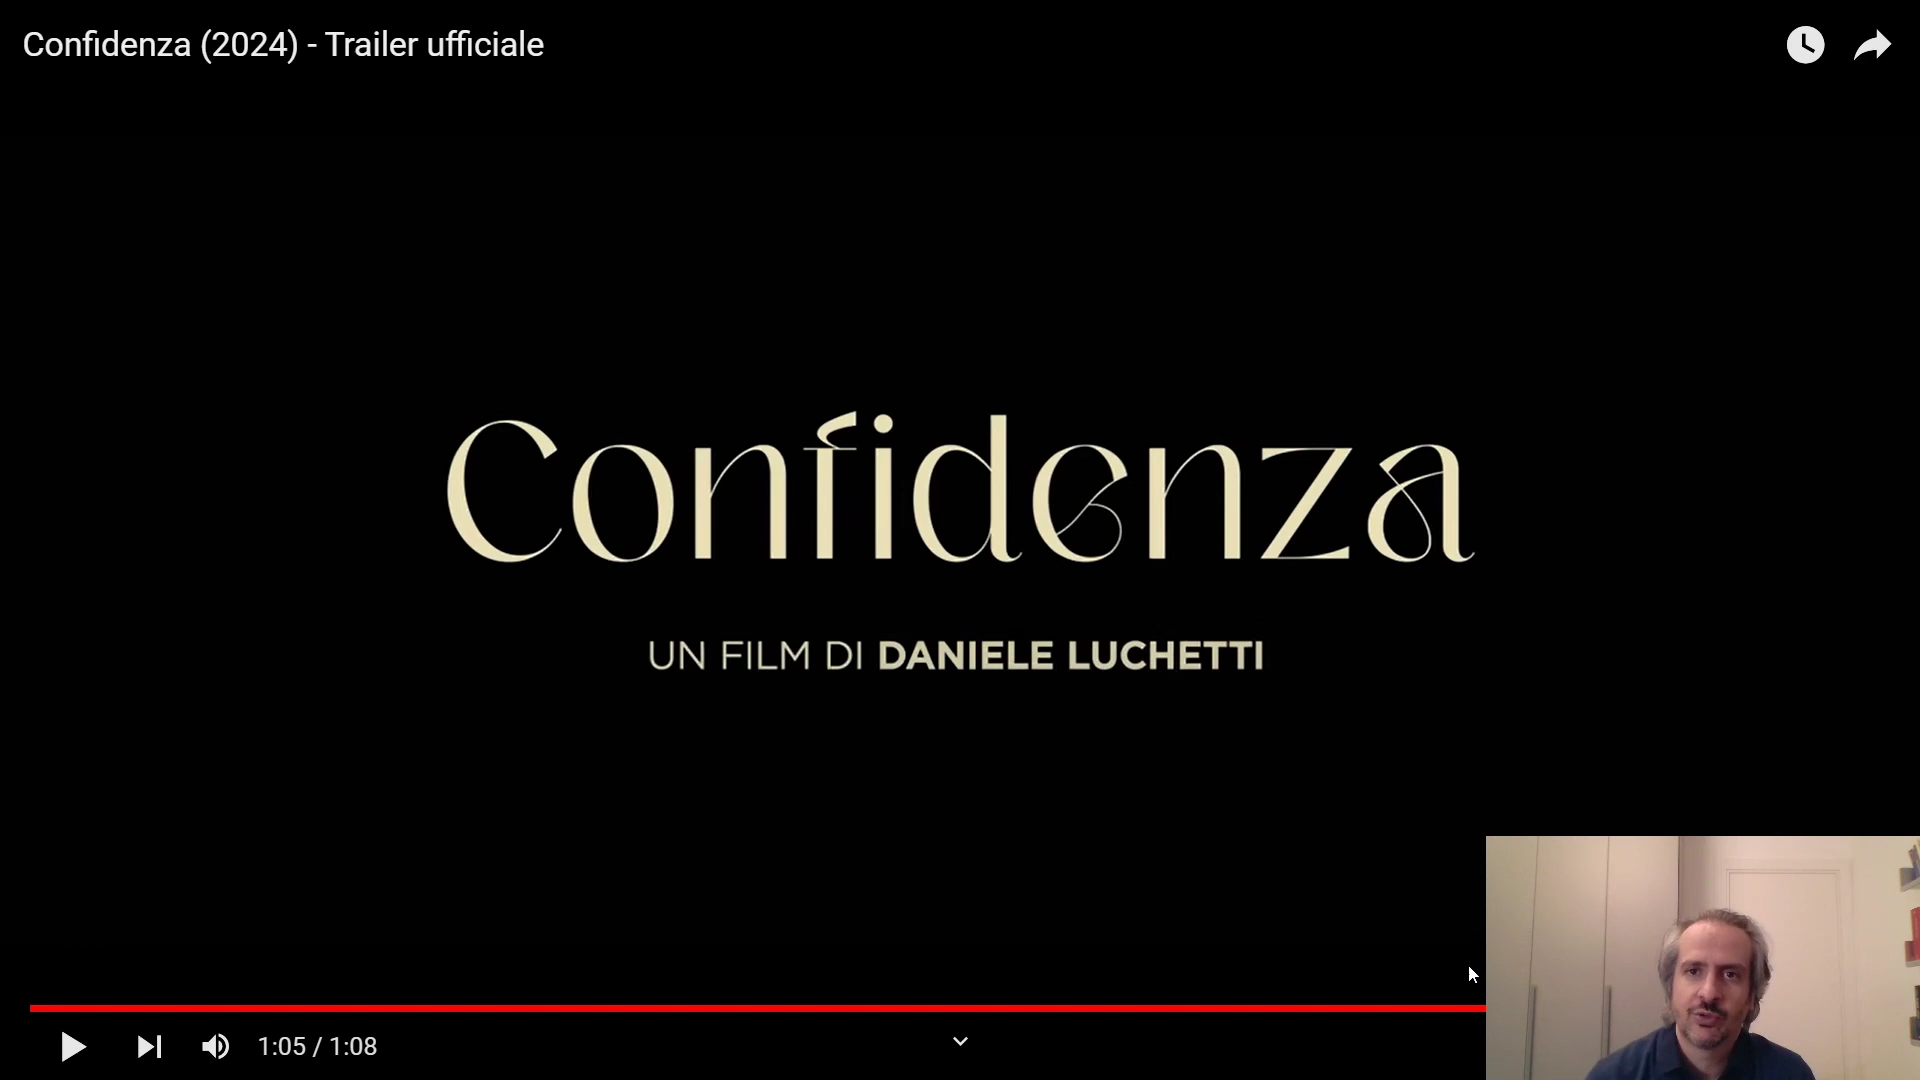 Confidenza (2024) - Trailer ufficiale
Confidenza
UN FILM DI DANIELE LUCHETTI
1:05 / 1:08